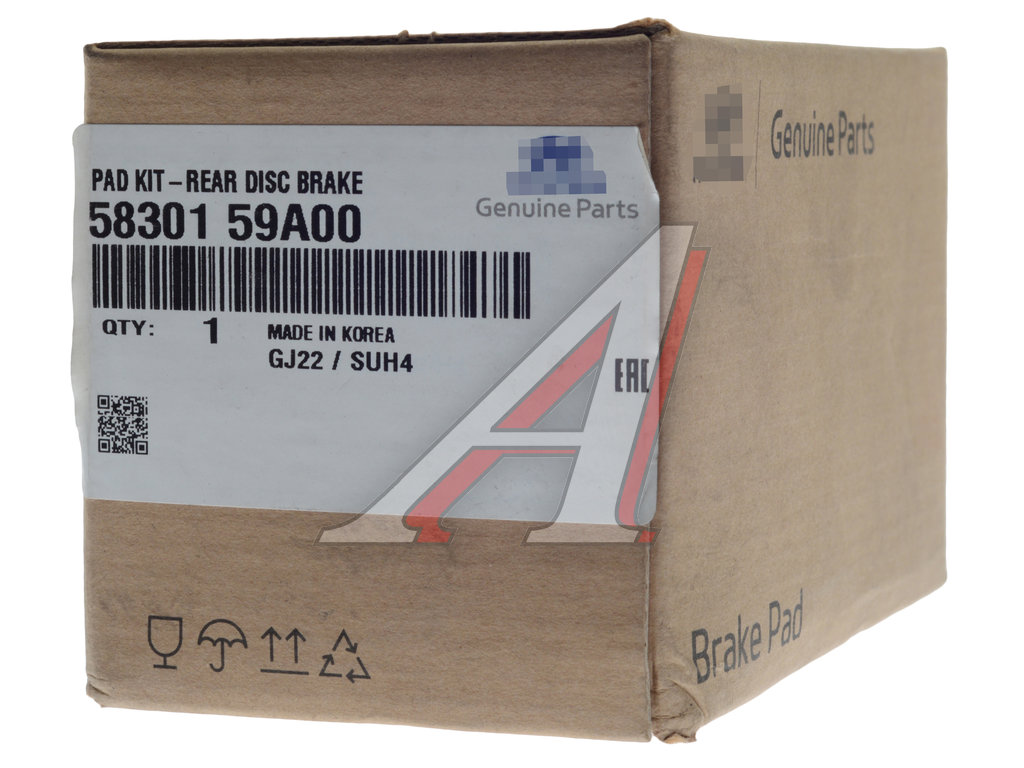 PAD KIT – REAR DISC BRAKE
58301 59A00
Genuine Parts
QTY: 1
MADE IN KOREA
GJ22 / SUH4
EAC
Genuine Parts
Brake Pad